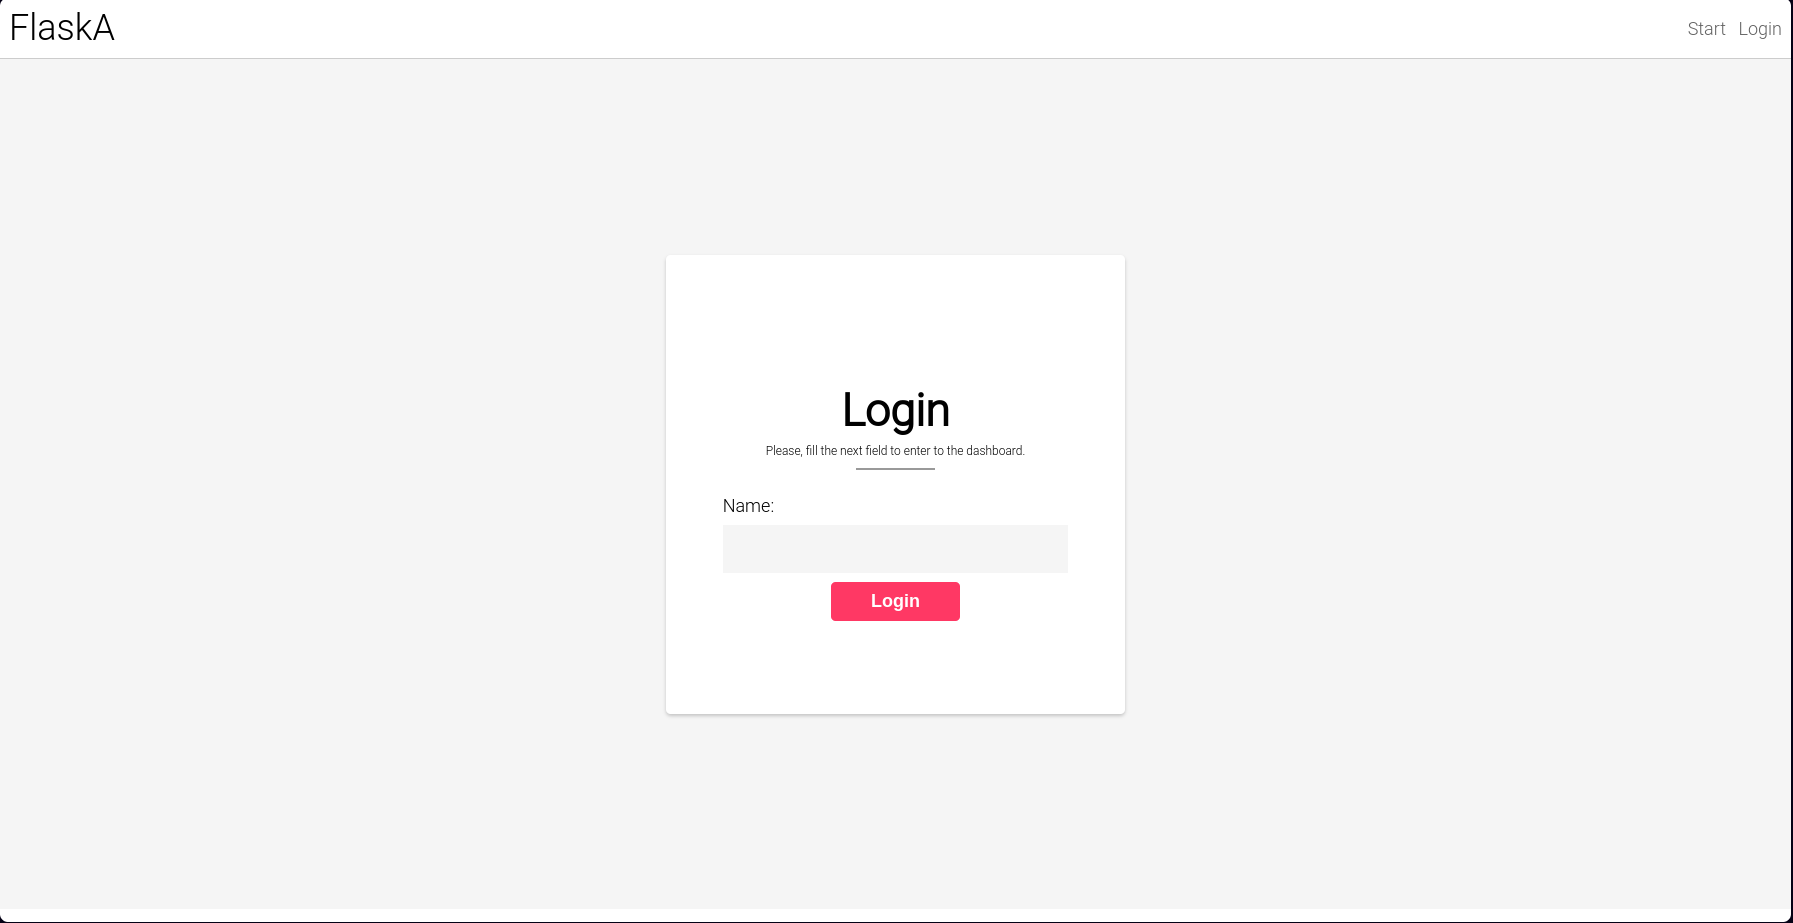 FlaskA
Start Login
Login
Please, fill the next field to enter to the dashboard.
Name:
Login